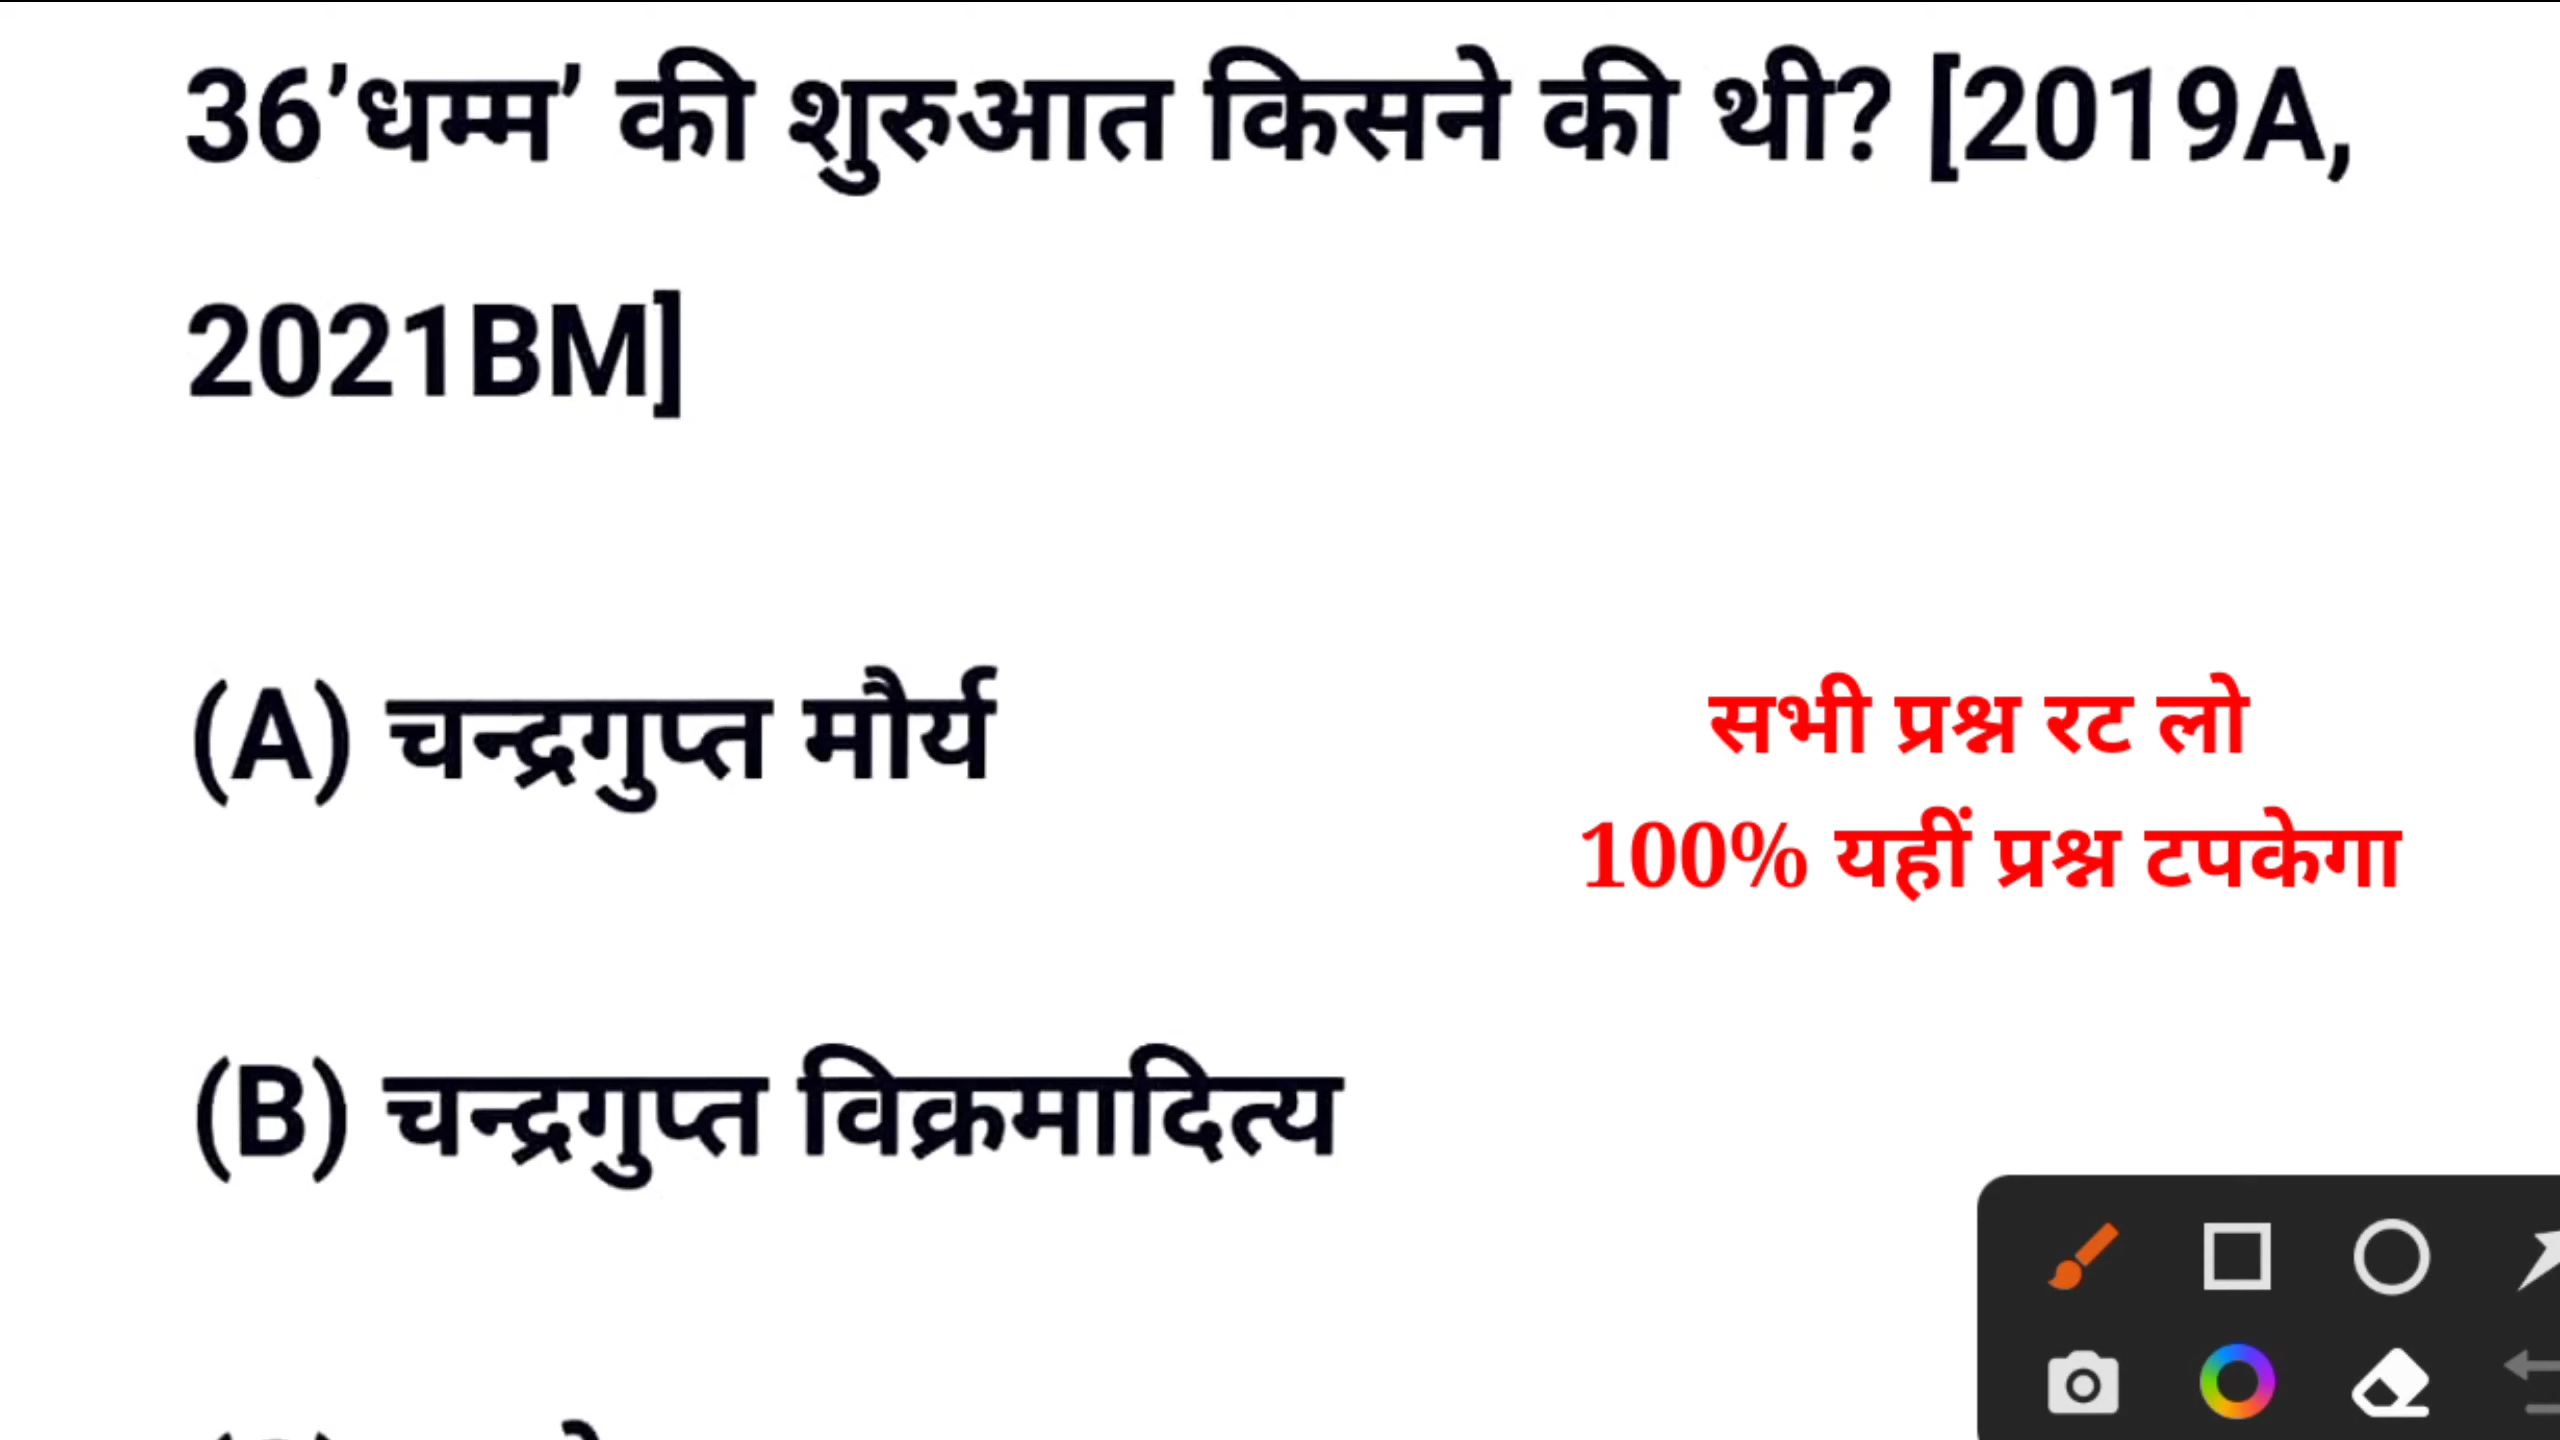 36’धम्म’ की शुरुआत किसने की थी? [2019A,
2021BM]
(A) चन्द्रगुप्त मौर्य
सभी प्रश्न रट लो
100% यहीं प्रश्न टपकेगा
(B) चन्द्रगुप्त विक्रमादित्य